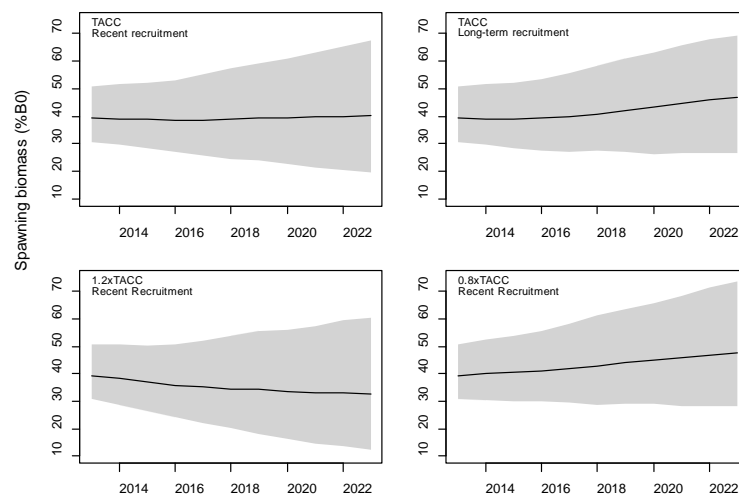 TACC
Recent recruitment
70
60
50
40
30
20
10
2014 2016 2018 2020 2022
TACC
Long-term recruitment
70
60
50
40
30
20
10
2014 2016 2018 2020 2022
Spawning biomass (%B0)
1.2xTACC
Recent Recruitment
70
60
50
40
30
20
10
2014 2016 2018 2020 2022
0.8xTACC
Recent Recruitment
70
60
50
40
30
20
10
2014 2016 2018 2020 2022